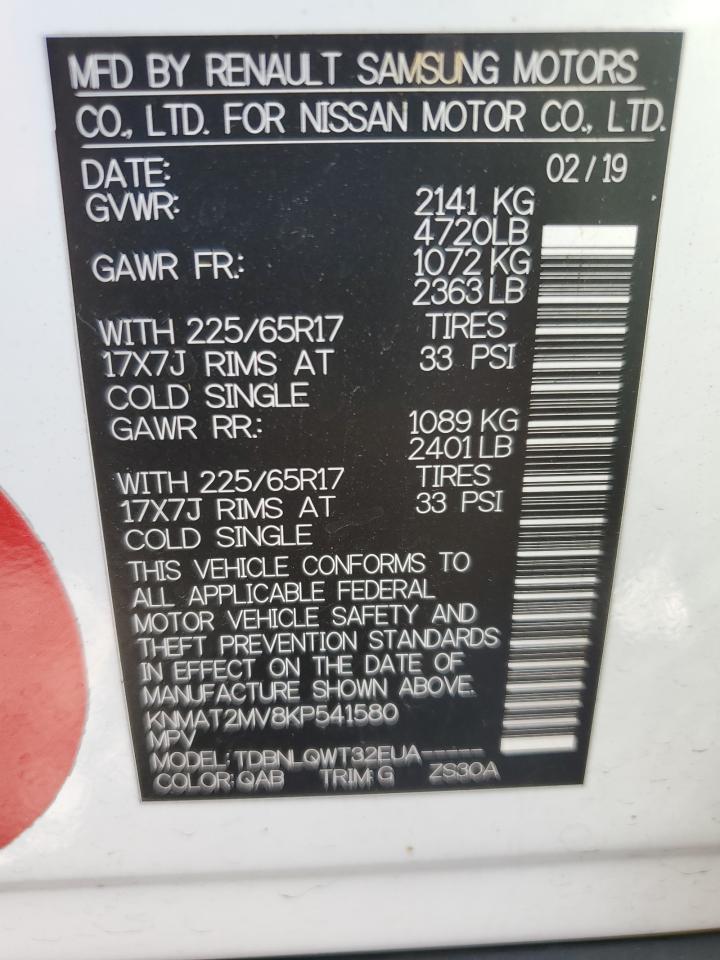 MFD BY RENAULT SAMSUNG MOTORS
CO., LTD. FOR NISSAN MOTOR CO., LTD.
DATE: 02/19
GVWR: 2141 KG
4720LB
GAWR FR.: 1072 KG
2363LB
WITH 225/65R17 TIRES
17X7J RIMS AT 33 PSI
COLD SINGLE
GAWR RR.: 1089 KG
2401LB
WITH 225/65R17 TIRES
17X7J RIMS AT 33 PSI
COLD SINGLE
THIS VEHICLE CONFORMS TO
ALL APPLICABLE FEDERAL
MOTOR VEHICLE SAFETY AND
THEFT PREVENTION STANDARDS
IN EFFECT ON THE DATE OF
MANUFACTURE SHOWN ABOVE.
KNMAT2MV8KP541580
MPV
MODEL: TDBNLQWT32EUA-----
COLOR: QAB TRIM: G ZS30A